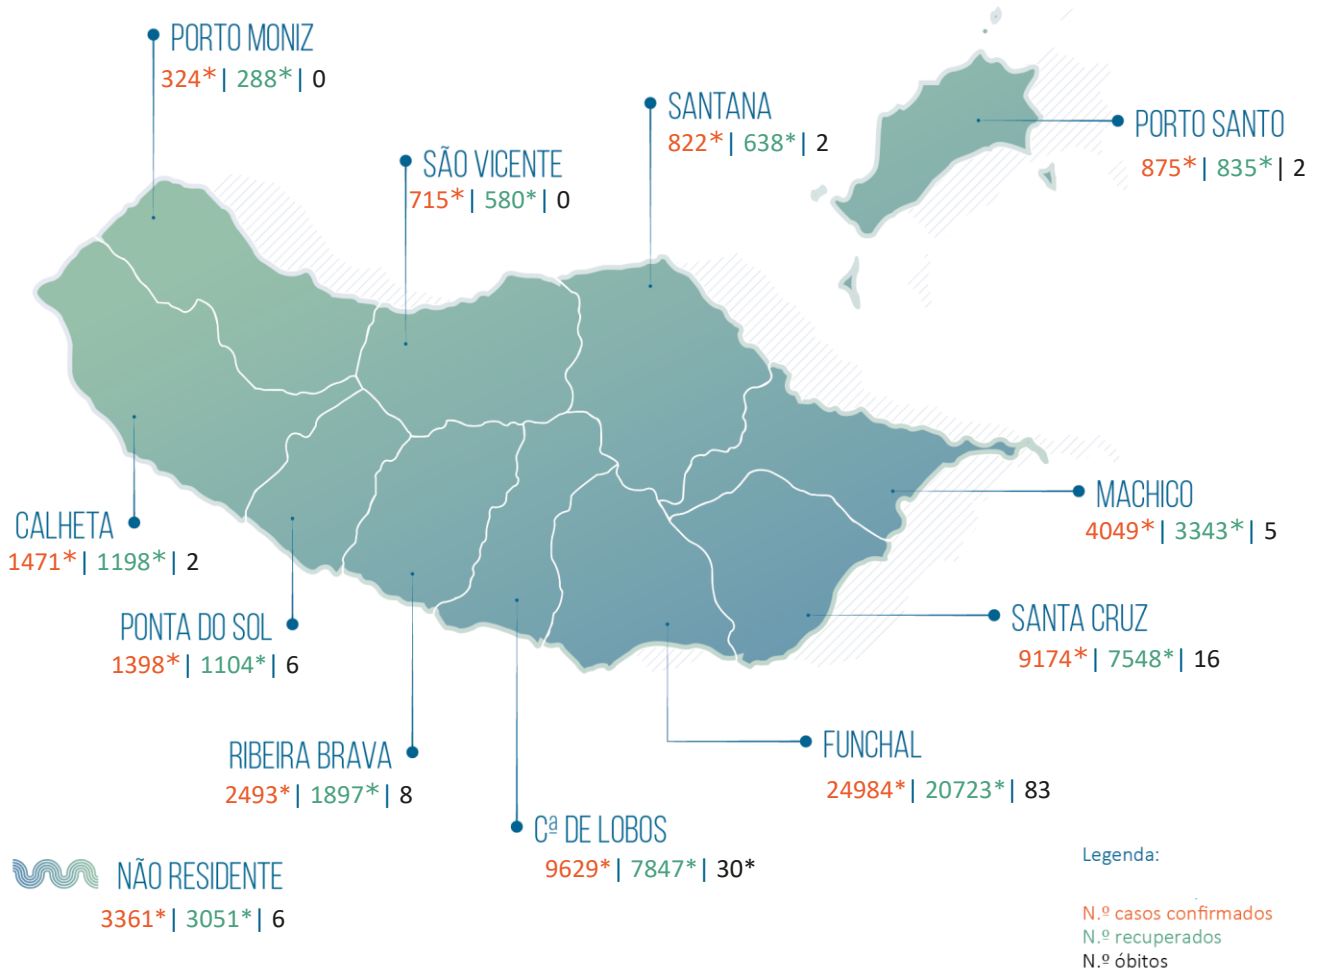 PORTO MONIZ
324*| 288*| 0
SANTANA
822*| 638*| 2
PORTO SANTO
875*| 835*| 2
SÃO VICENTE
715*| 580*| 0
MACHICO
4049*| 3343*| 5
CALHETA
1471*| 1198*| 2
PONTA DO SOL
1398*| 1104*| 6
SANTA CRUZ
9174*| 7548*| 16
RIBEIRA BRAVA
2493*| 1897*| 8
FUNCHAL
24984*| 20723*| 83
Cª DE LOBOS
9629*| 7847*| 30*
NÃO RESIDENTE
3361*| 3051*| 6
Legenda:
N.º casos confirmados
N.º recuperados
N.º óbitos